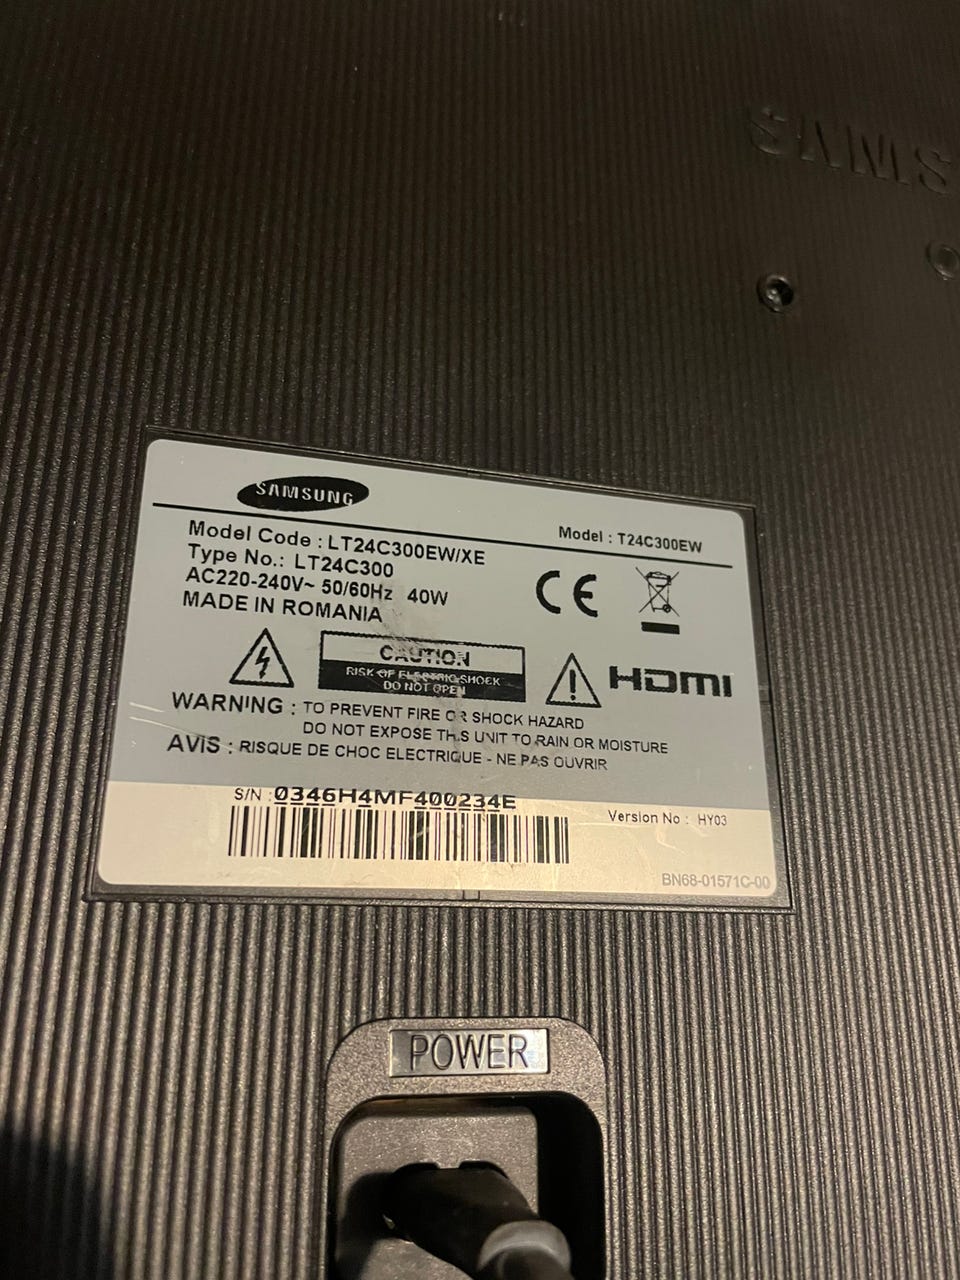 SAMS
SAMSUNG
Model Code : LT24C300EW/XE
Model : T24C300EW
Type No.: LT24C300
AC220-240V~ 50/60Hz 40W
MADE IN ROMANIA
CE
CAUTION
RISK OF ELECTRIC SHOCK
DO NOT OPEN
HDMI
WARNING : TO PREVENT FIRE OR SHOCK HAZARD
DO NOT EXPOSE THIS UNIT TO RAIN OR MOISTURE
AVIS : RISQUE DE CHOC ELECTRIQUE - NE PAS OUVRIR
S/N : 0346H4MF400234E
Version No : HY03
BN68-01571C-00
POWER